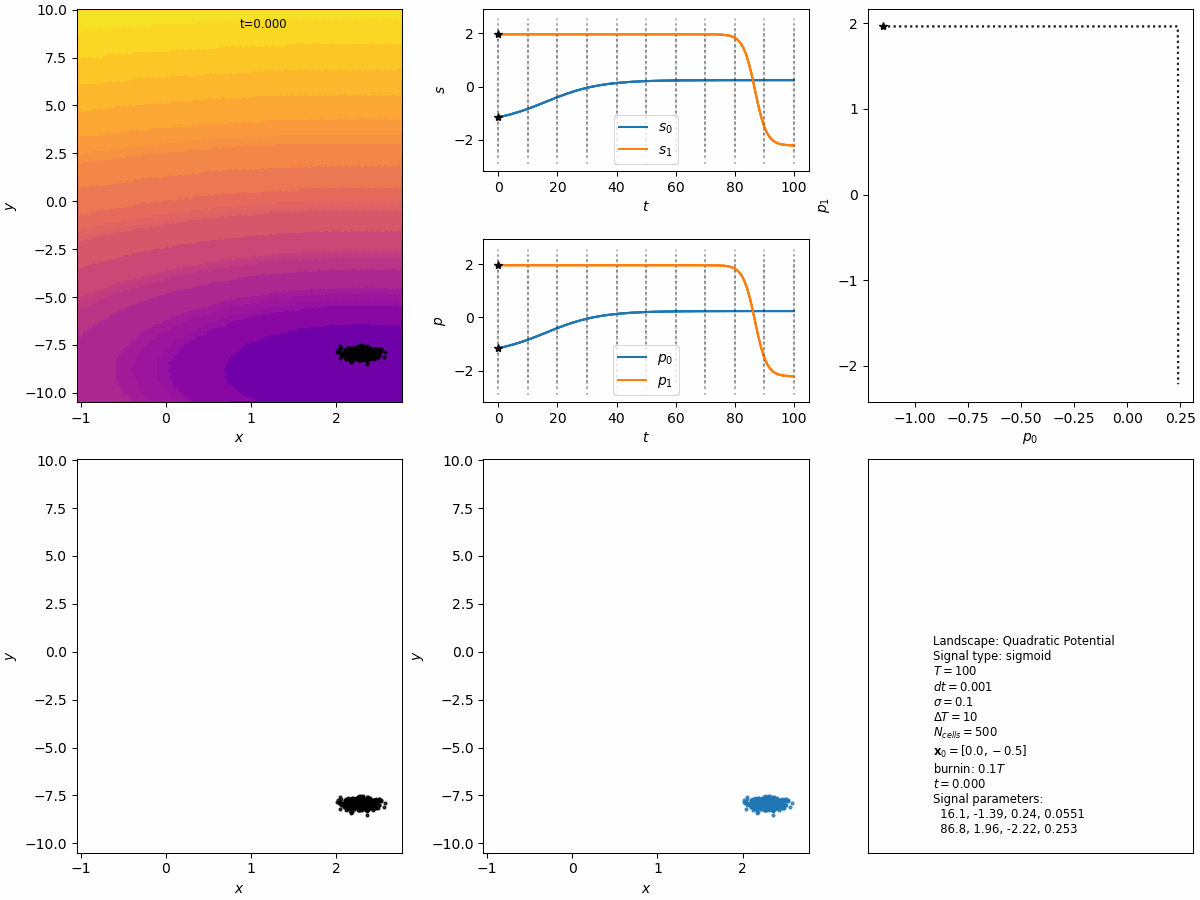 t=0.000
10.0
7.5
5.0
2.5
0.0
−2.5
−5.0
−7.5
−10.0
y
−1
0
1
2
x
2
0
−2
s
s₀
s₁
0
20
40
60
80
100
t
2
0
−2
p
p₀
p₁
0
20
40
60
80
100
t
2
1
0
−1
−2
p₁
−1.00
−0.75
−0.50
−0.25
0.00
0.25
p₀
10.0
7.5
5.0
2.5
0.0
−2.5
−5.0
−7.5
−10.0
y
−1
0
1
2
x
10.0
7.5
5.0
2.5
0.0
−2.5
−5.0
−7.5
−10.0
y
−1
0
1
2
x
Landscape: Quadratic Potential
Signal type: sigmoid
T = 100
dt = 0.001
σ = 0.1
ΔT = 10
N_cells = 500
x₀ = [0.0, −0.5]
burnin: 0.1T
t = 0.000
Signal parameters:
16.1, -1.39, 0.24, 0.0551
86.8, 1.96, -2.22, 0.253